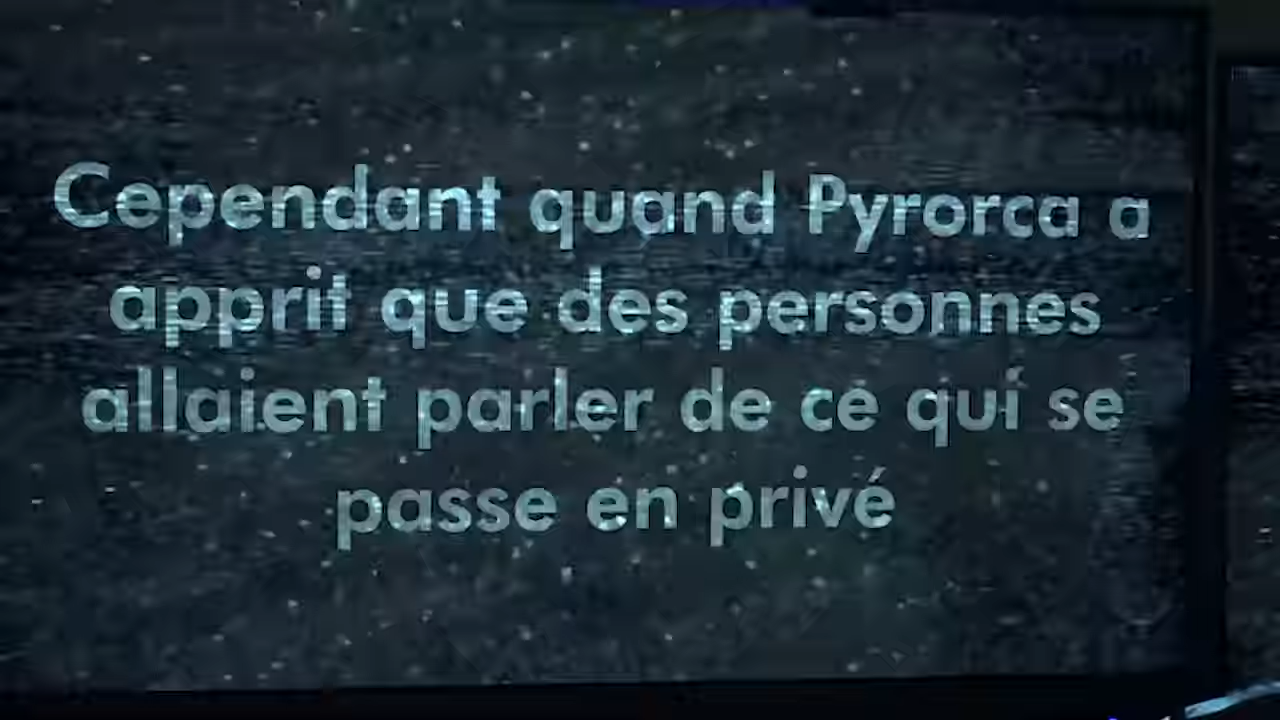 Cependant quand Pyrorca a
apprit que des personnes
allaient parler de ce qui se
passe en privé